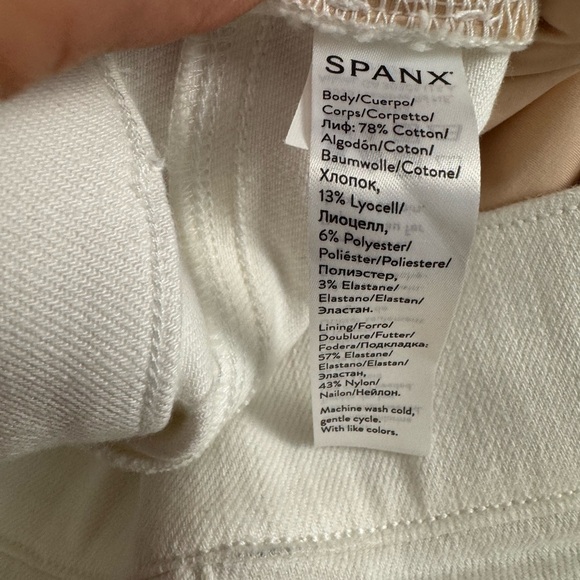 SPANX
Body/Cuerpo/
Corps/Corpetto/
Лиф: 78% Cotton/
Algodón/Coton/
Baumwolle/Cotone/
Хлопок,
13% Lyocell/
Лиоцелл,
6% Polyester/
Poliéster/Poliestere/
Полиэстер,
3% Elastane/
Elastano/Elastan/
Эластан.
Lining/Forro/
Doublure/Futter/
Fodera/Подкладка:
57% Elastane/
Elastano/Elastan/
Эластан,
43% Nylon/
Nailon/Нейлон.
Machine wash cold,
gentle cycle.
With like colors.